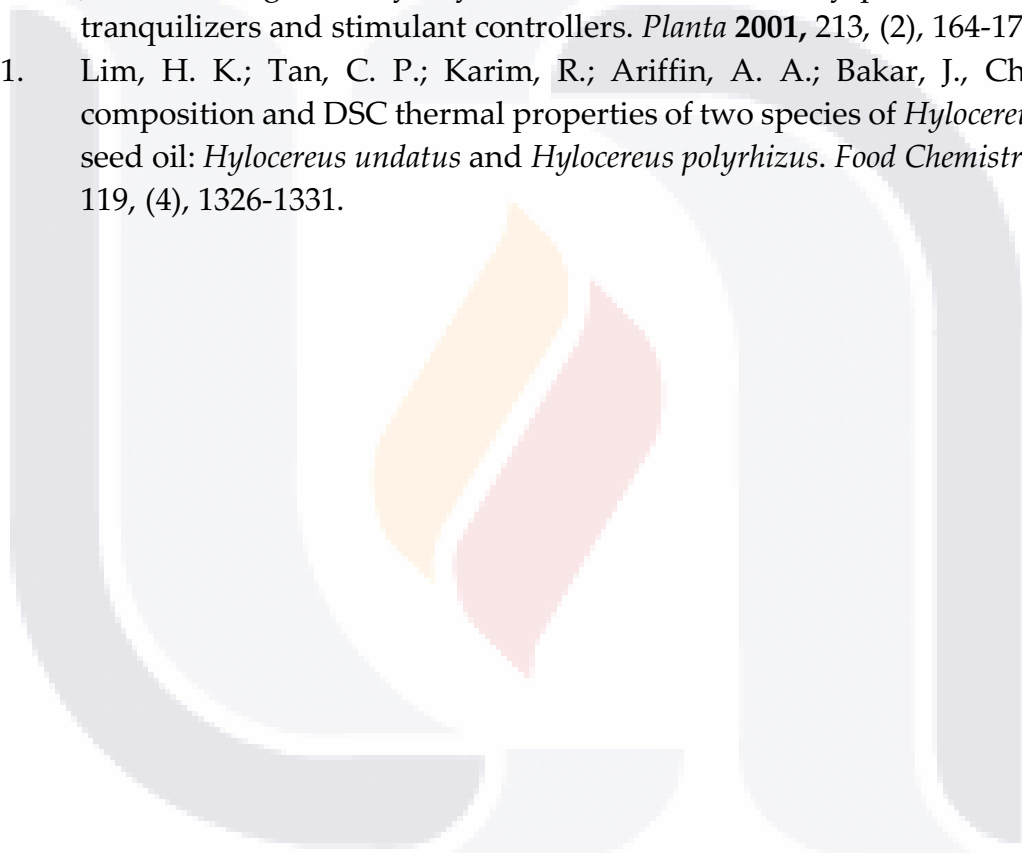 tranquilizers and stimulant controllers. Planta 2001, 213, (2), 164-17
1. Lim, H. K.; Tan, C. P.; Karim, R.; Ariffin, A. A.; Bakar, J., Ch
composition and DSC thermal properties of two species of Hylocere
seed oil: Hylocereus undatus and Hylocereus polyrhizus. Food Chemistr
119, (4), 1326-1331.